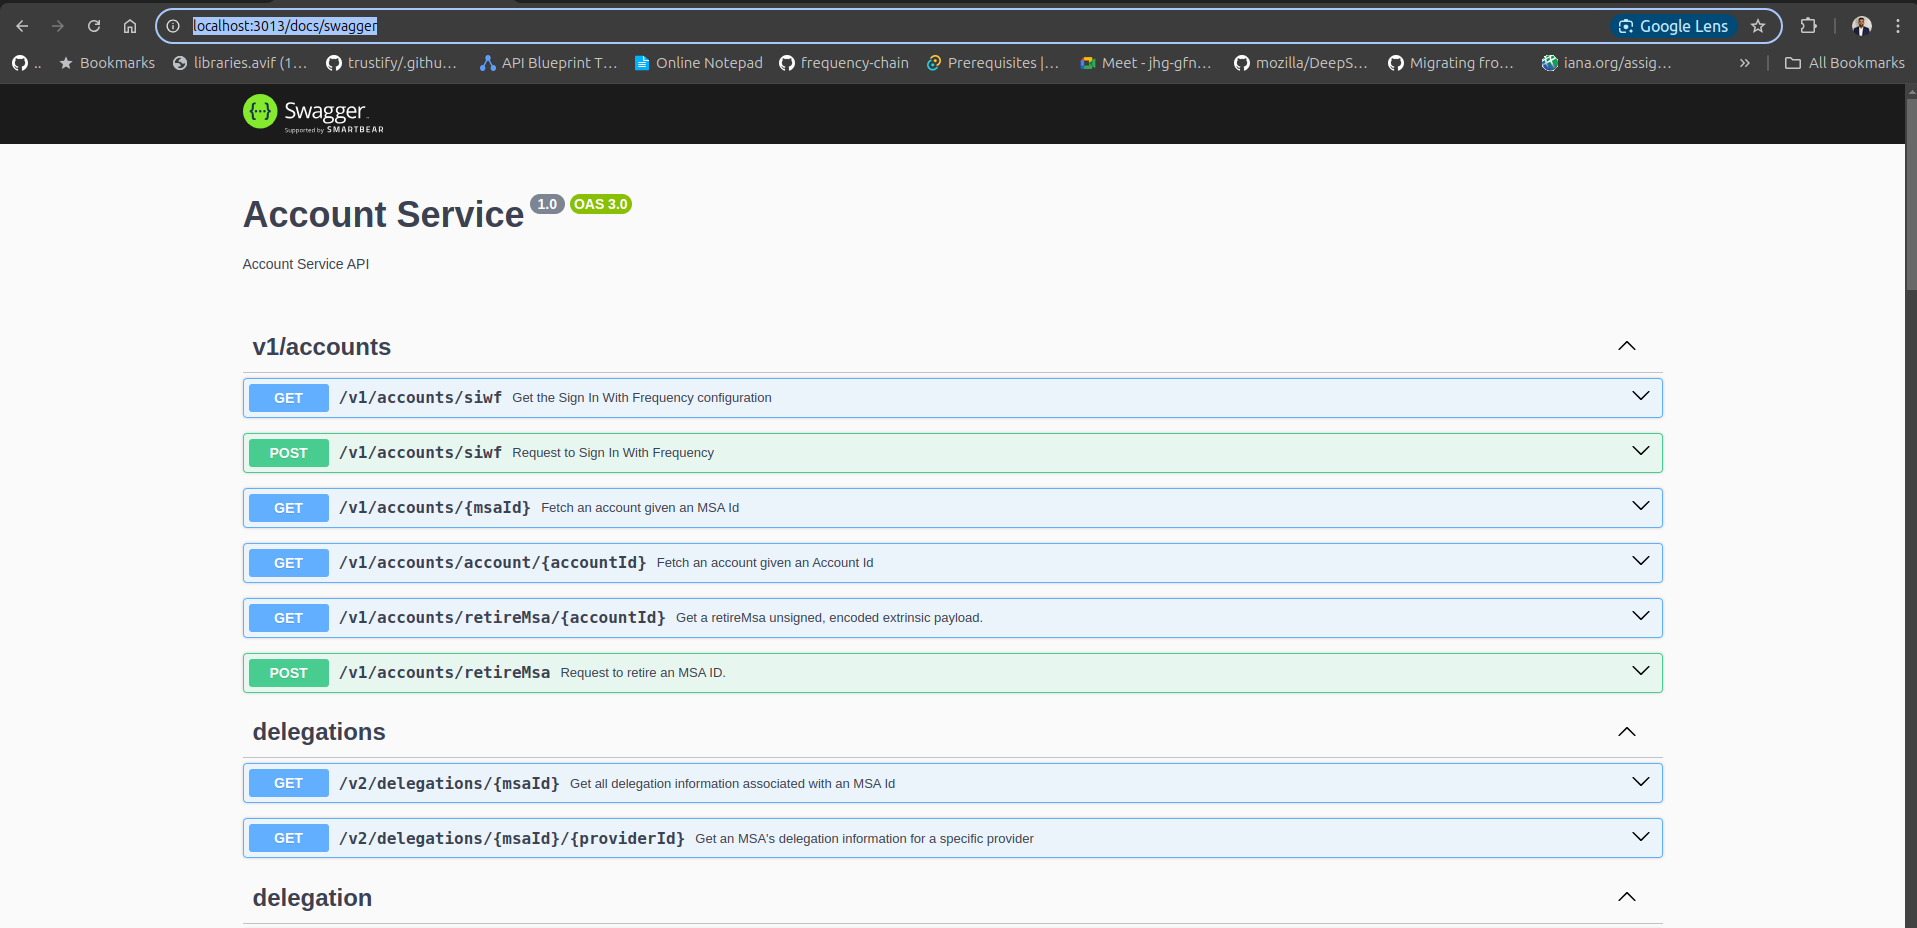 localhost:3013/docs/swagger
Google Lens
..
Bookmarks
libraries.avif (1...
trustify/.githu...
API Blueprint T...
Online Notepad
frequency-chain
Prerequisites |...
Meet - jhg-gfn...
mozilla/DeepS...
Migrating fro...
iana.org/assig...
»
All Bookmarks
{...} Swagger.
Supported by SMARTBEAR
Account Service 1.0 OAS 3.0
Account Service API
v1/accounts
GET /v1/accounts/siwf Get the Sign In With Frequency configuration
POST /v1/accounts/siwf Request to Sign In With Frequency
GET /v1/accounts/{msaId} Fetch an account given an MSA Id
GET /v1/accounts/account/{accountId} Fetch an account given an Account Id
GET /v1/accounts/retireMsa/{accountId} Get a retireMsa unsigned, encoded extrinsic payload.
POST /v1/accounts/retireMsa Request to retire an MSA ID.
delegations
GET /v2/delegations/{msaId} Get all delegation information associated with an MSA Id
GET /v2/delegations/{msaId}/{providerId} Get an MSA's delegation information for a specific provider
delegation